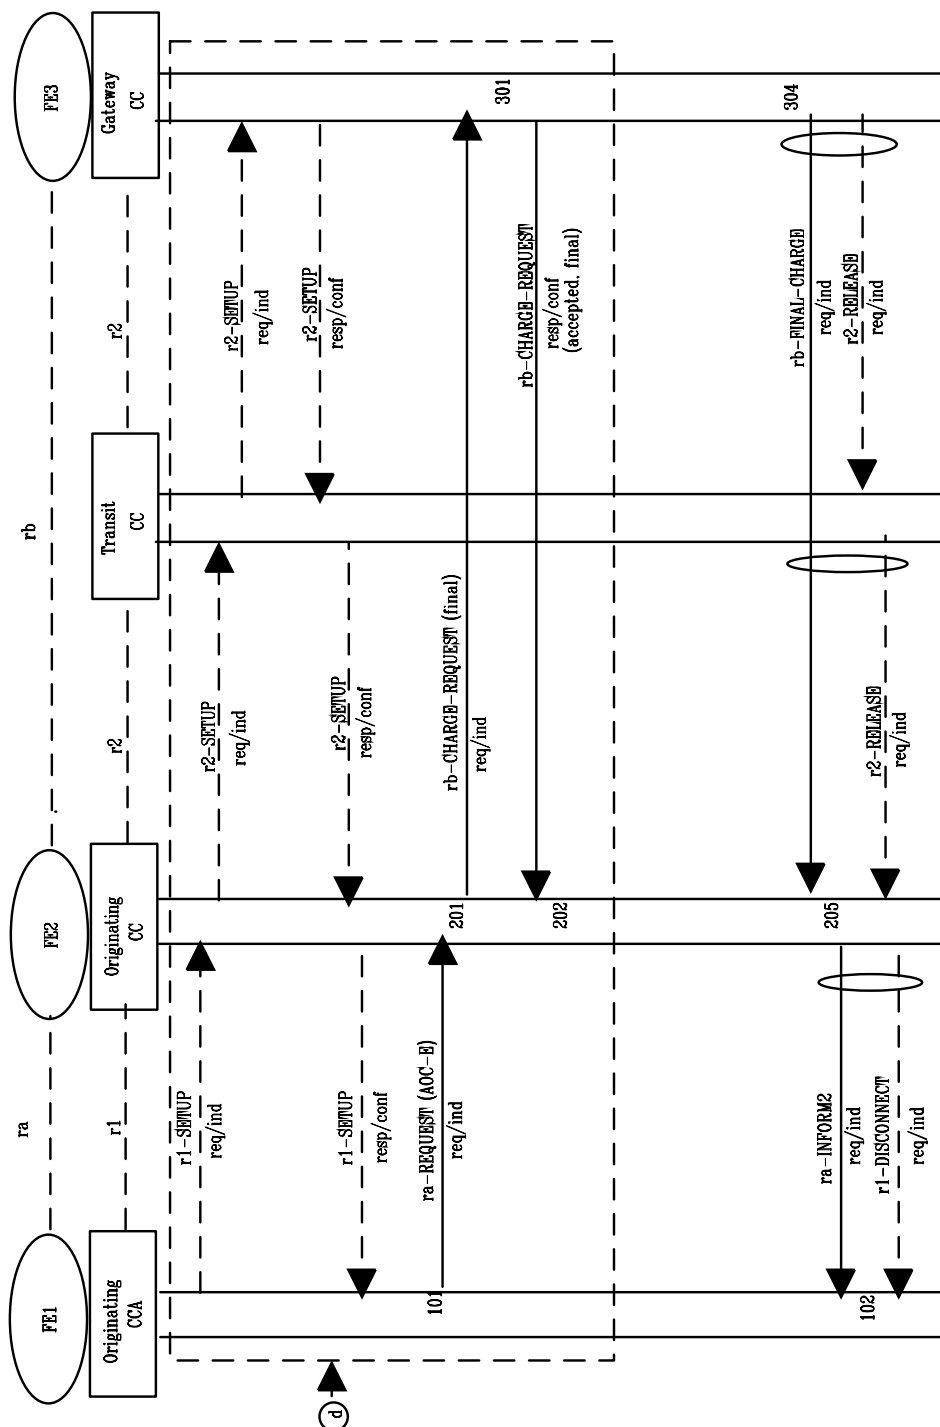 FE1
FE2
FE3
ra
rb
Originating
CCA
r1
Originating
CC
r2
Transit
CC
r2
Gateway
CC
r1-SETUP
req/ind
r2-SETUP
req/ind
r2-SETUP
req/ind
r2-SETUP
resp/conf
r2-SETUP
resp/conf
r1-SETUP
resp/conf
d
ra-REQUEST (AOC-E)
req/ind
101
201
rb-CHARGE-REQUEST (final)
req/ind
301
rb-CHARGE-REQUEST
resp/conf
(accepted, final)
202
304
rb-FINAL-CHARGE
req/ind
r2-RELEASE
req/ind
205
r2-RELEASE
req/ind
ra-INFORM2
req/ind
r1-DISCONNECT
req/ind
102